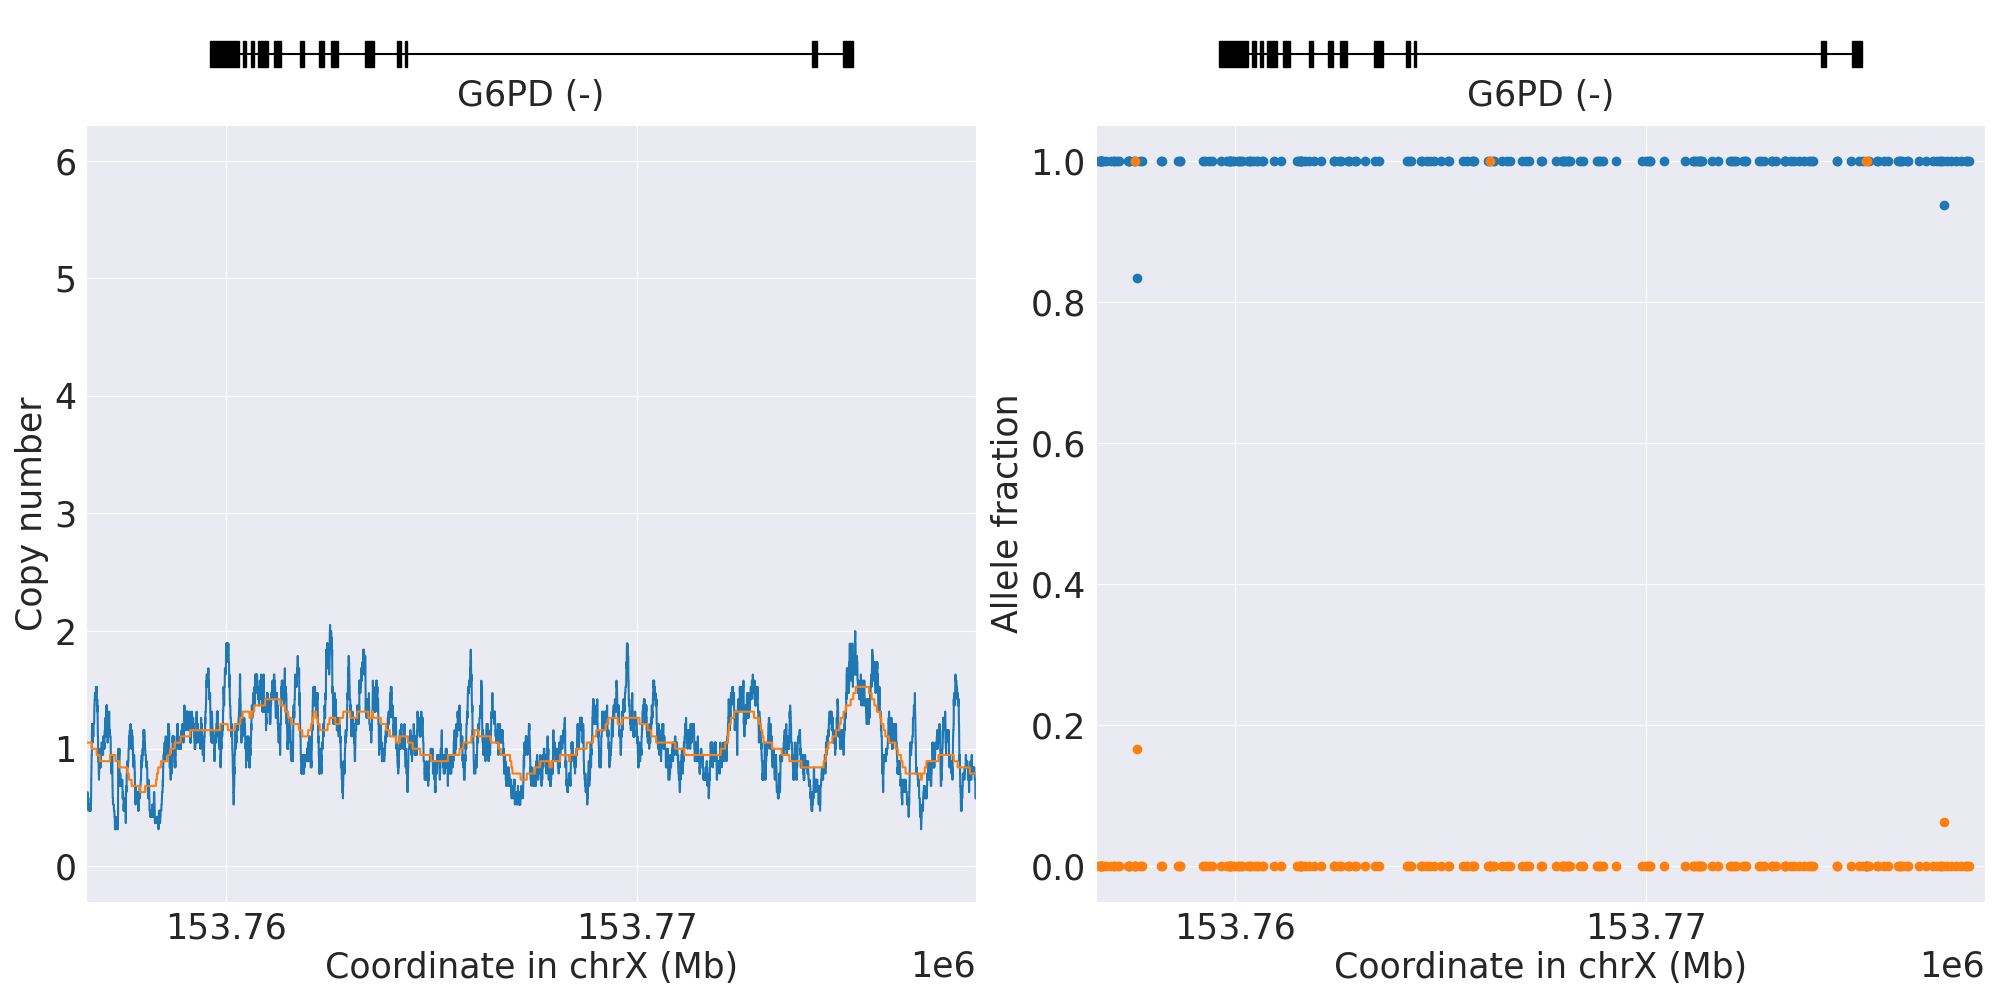 G6PD (-)
6
5
4
3
2
1
0
Copy number
153.76
153.77
Coordinate in chrX (Mb)
1e6
G6PD (-)
1.0
0.8
0.6
0.4
0.2
0.0
Allele fraction
153.76
153.77
Coordinate in chrX (Mb)
1e6